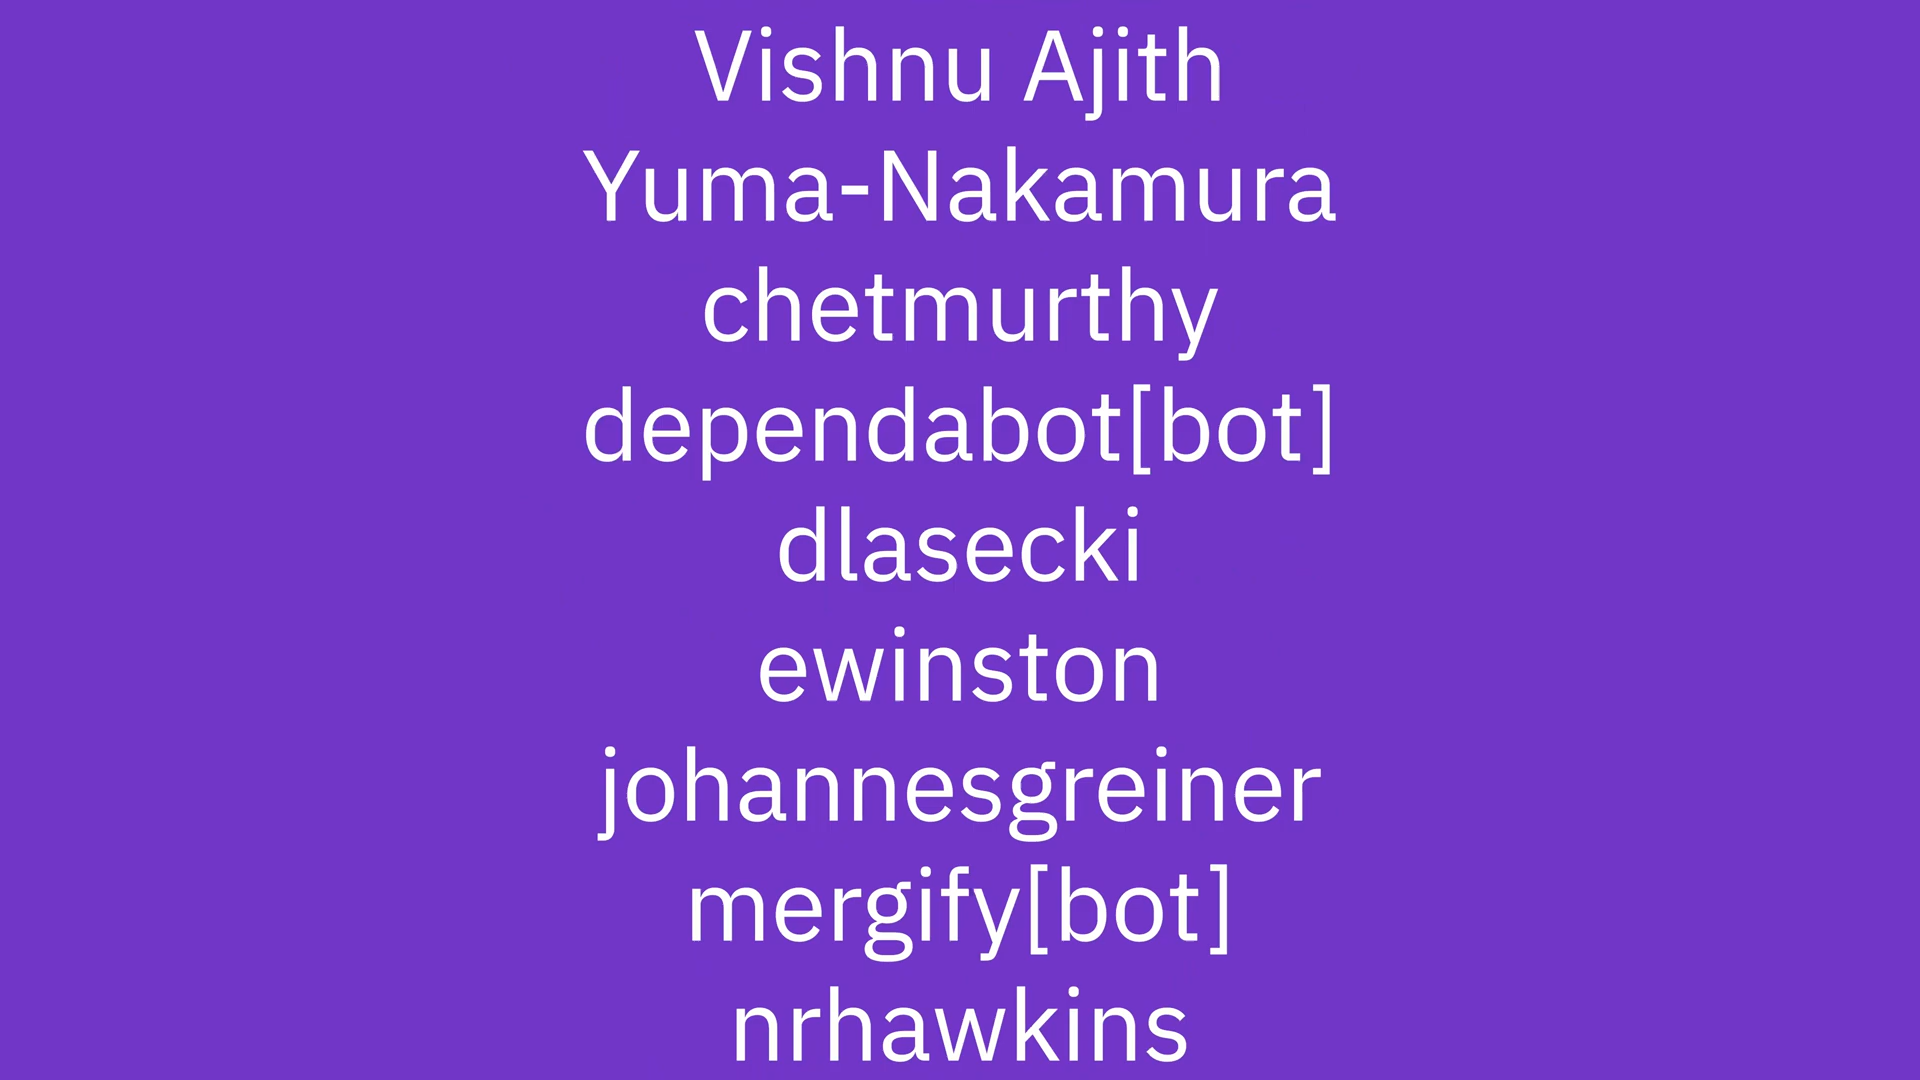 Vishnu Ajith
Yuma-Nakamura
chetmurthy
dependabot[bot]
dlasecki
ewinston
johannesgreiner
mergify[bot]
nrhawkins